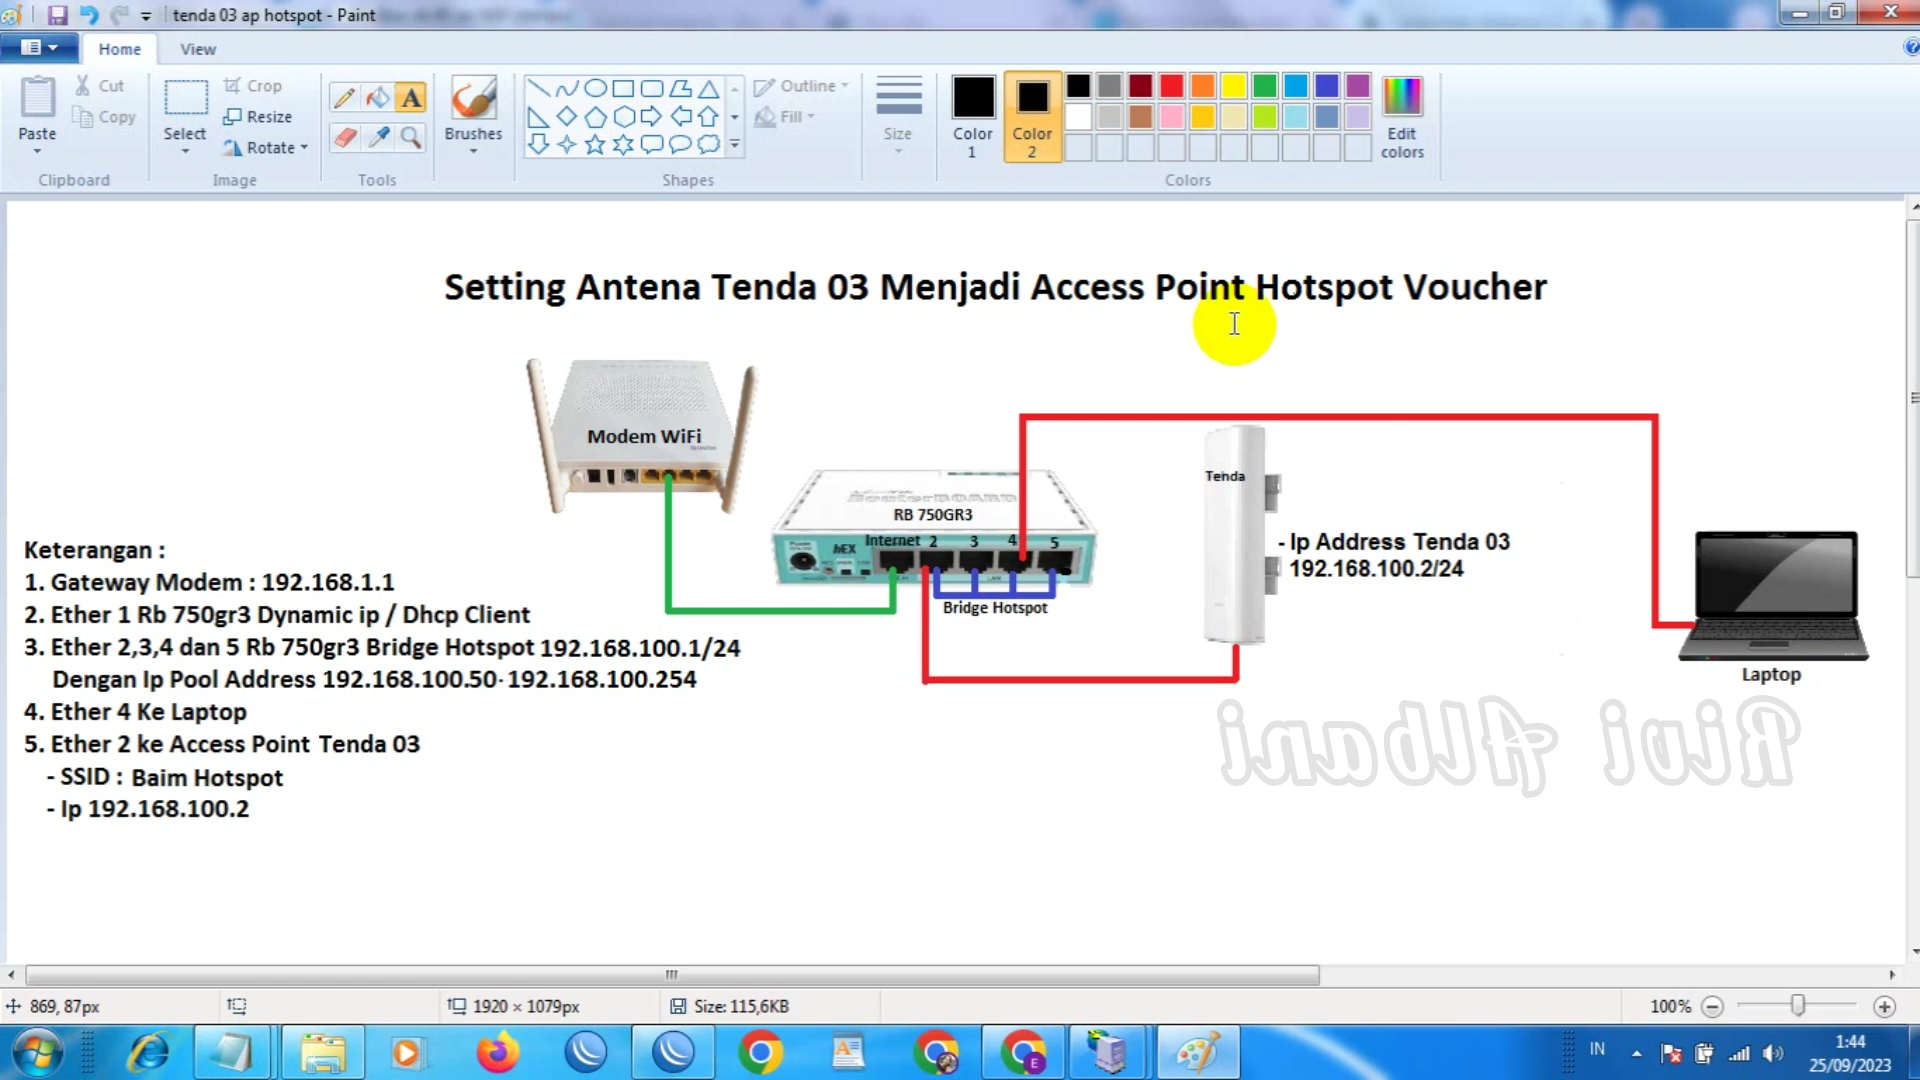 tenda 03 ap hotspot - Paint
Home
View
Paste
Cut
Copy
Clipboard
Select
Crop
Resize
Rotate
Image
A
Tools
Brushes
Shapes
Outline
Fill
Size
Color 1
Color 2
Edit colors
Colors
Setting Antena Tenda 03 Menjadi Access Point Hotspot Voucher
Modem WiFi
RouterBOARD
RB 750GR3
Internet 2 3 4 5
Power
hEX
LAN
Bridge Hotspot
Tenda
- Ip Address Tenda 03
192.168.100.2/24
Laptop
Keterangan :
1. Gateway Modem : 192.168.1.1
2. Ether 1 Rb 750gr3 Dynamic ip / Dhcp Client
3. Ether 2,3,4 dan 5 Rb 750gr3 Bridge Hotspot 192.168.100.1/24
Dengan Ip Pool Address 192.168.100.50- 192.168.100.254
4. Ether 4 Ke Laptop
5. Ether 2 ke Access Point Tenda 03
- SSID : Baim Hotspot
- Ip 192.168.100.2
Rivi Albani
869, 87px
1920 × 1079px
Size: 115,6KB
100%
IN
1:44
25/09/2023